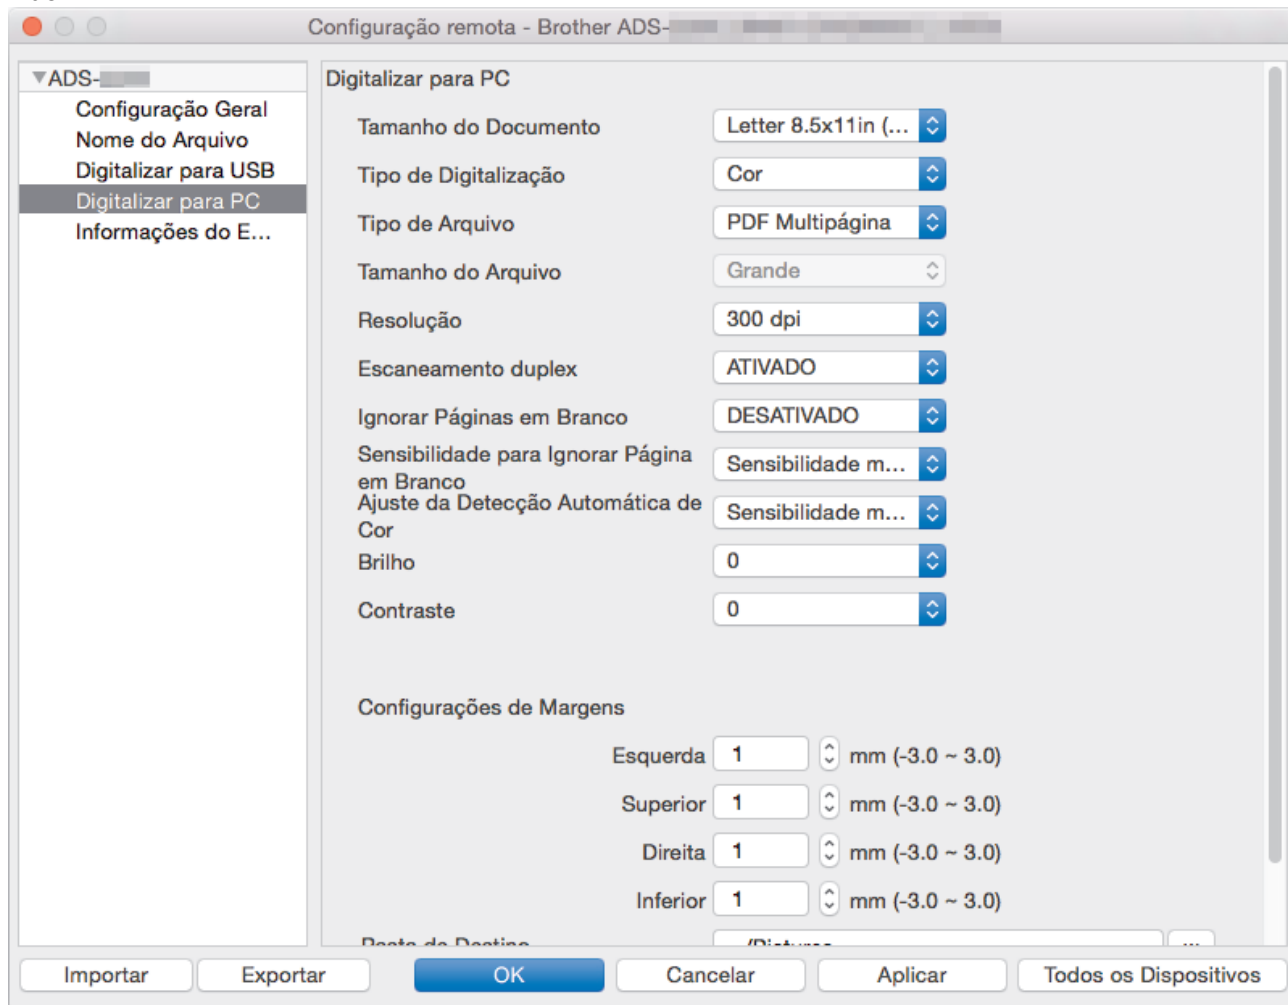 Configuração remota - Brother ADS-
▼ADS-
Configuração Geral
Nome do Arquivo
Digitalizar para USB
Digitalizar para PC
Informações do E...
Digitalizar para PC
Tamanho do Documento Letter 8.5x11in (...
Tipo de Digitalização Cor
Tipo de Arquivo PDF Multipágina
Tamanho do Arquivo Grande
Resolução 300 dpi
Escaneamento duplex ATIVADO
Ignorar Páginas em Branco DESATIVADO
Sensibilidade para Ignorar Página
em Branco Sensibilidade m...
Ajuste da Detecção Automática de
Cor Sensibilidade m...
Brilho 0
Contraste 0
Configurações de Margens
Esquerda 1 mm (-3.0 ~ 3.0)
Superior 1 mm (-3.0 ~ 3.0)
Direita 1 mm (-3.0 ~ 3.0)
Inferior 1 mm (-3.0 ~ 3.0)
Importar Exportar OK Cancelar Aplicar Todos os Dispositivos